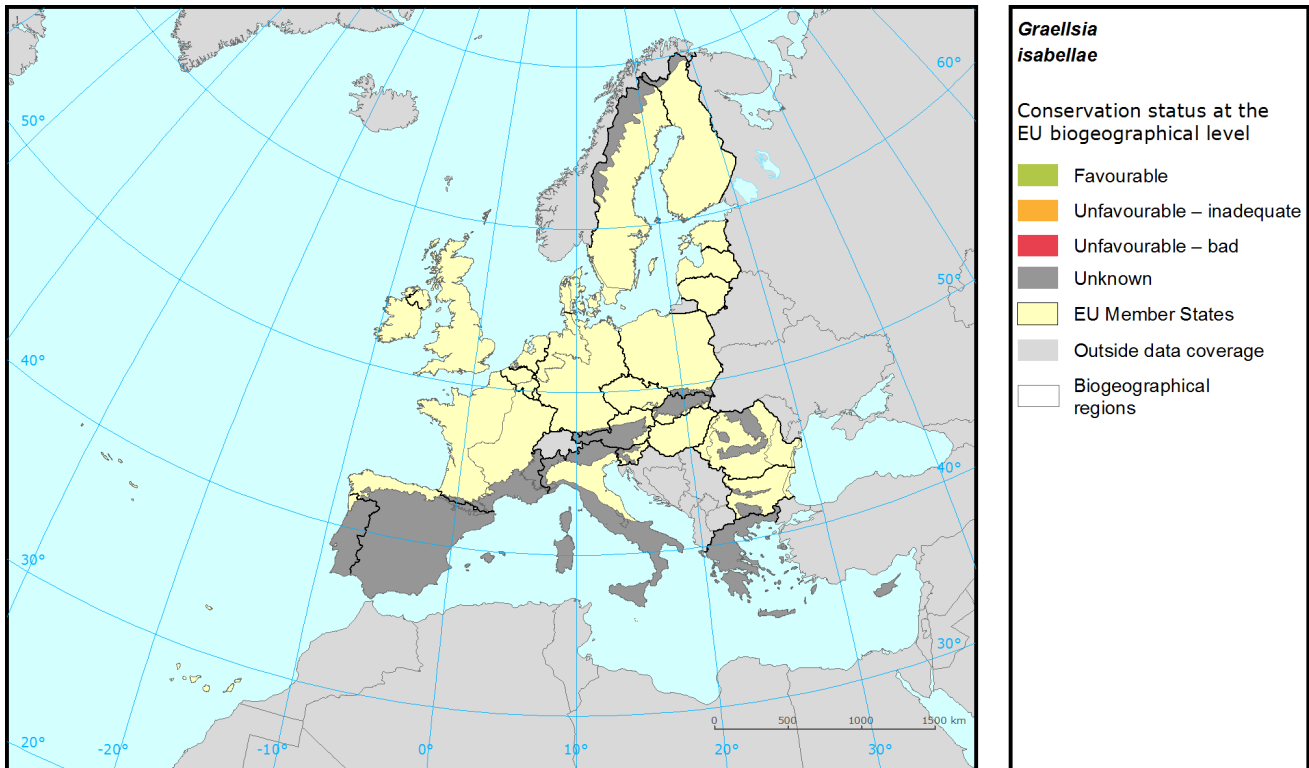 Graellsia
isabellae
Conservation status at the
EU biogeographical level
Favourable
Unfavourable – inadequate
Unfavourable – bad
Unknown
EU Member States
Outside data coverage
Biogeographical
regions
60°
50°
50°
40°
40°
30°
30°
20°
-20°
-10°
0°
10°
20°
30°
0 500 1000 1500 km